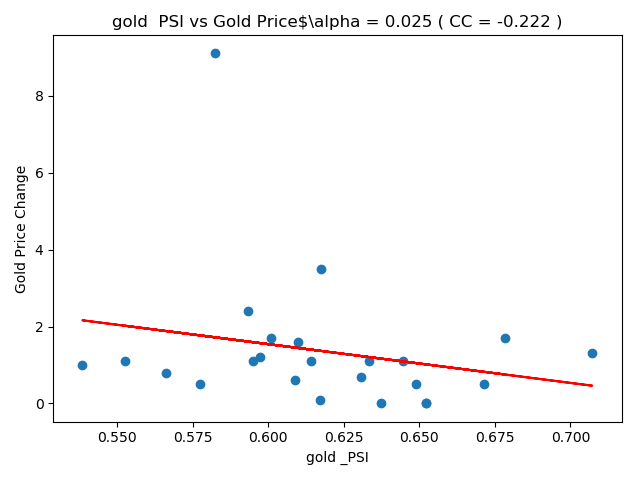 gold  PSI vs Gold Price$\alpha = 0.025 ( CC = -0.222 )
Gold Price Change
8
6
4
2
0
0.550 0.575 0.600 0.625 0.650 0.675 0.700
gold _PSI